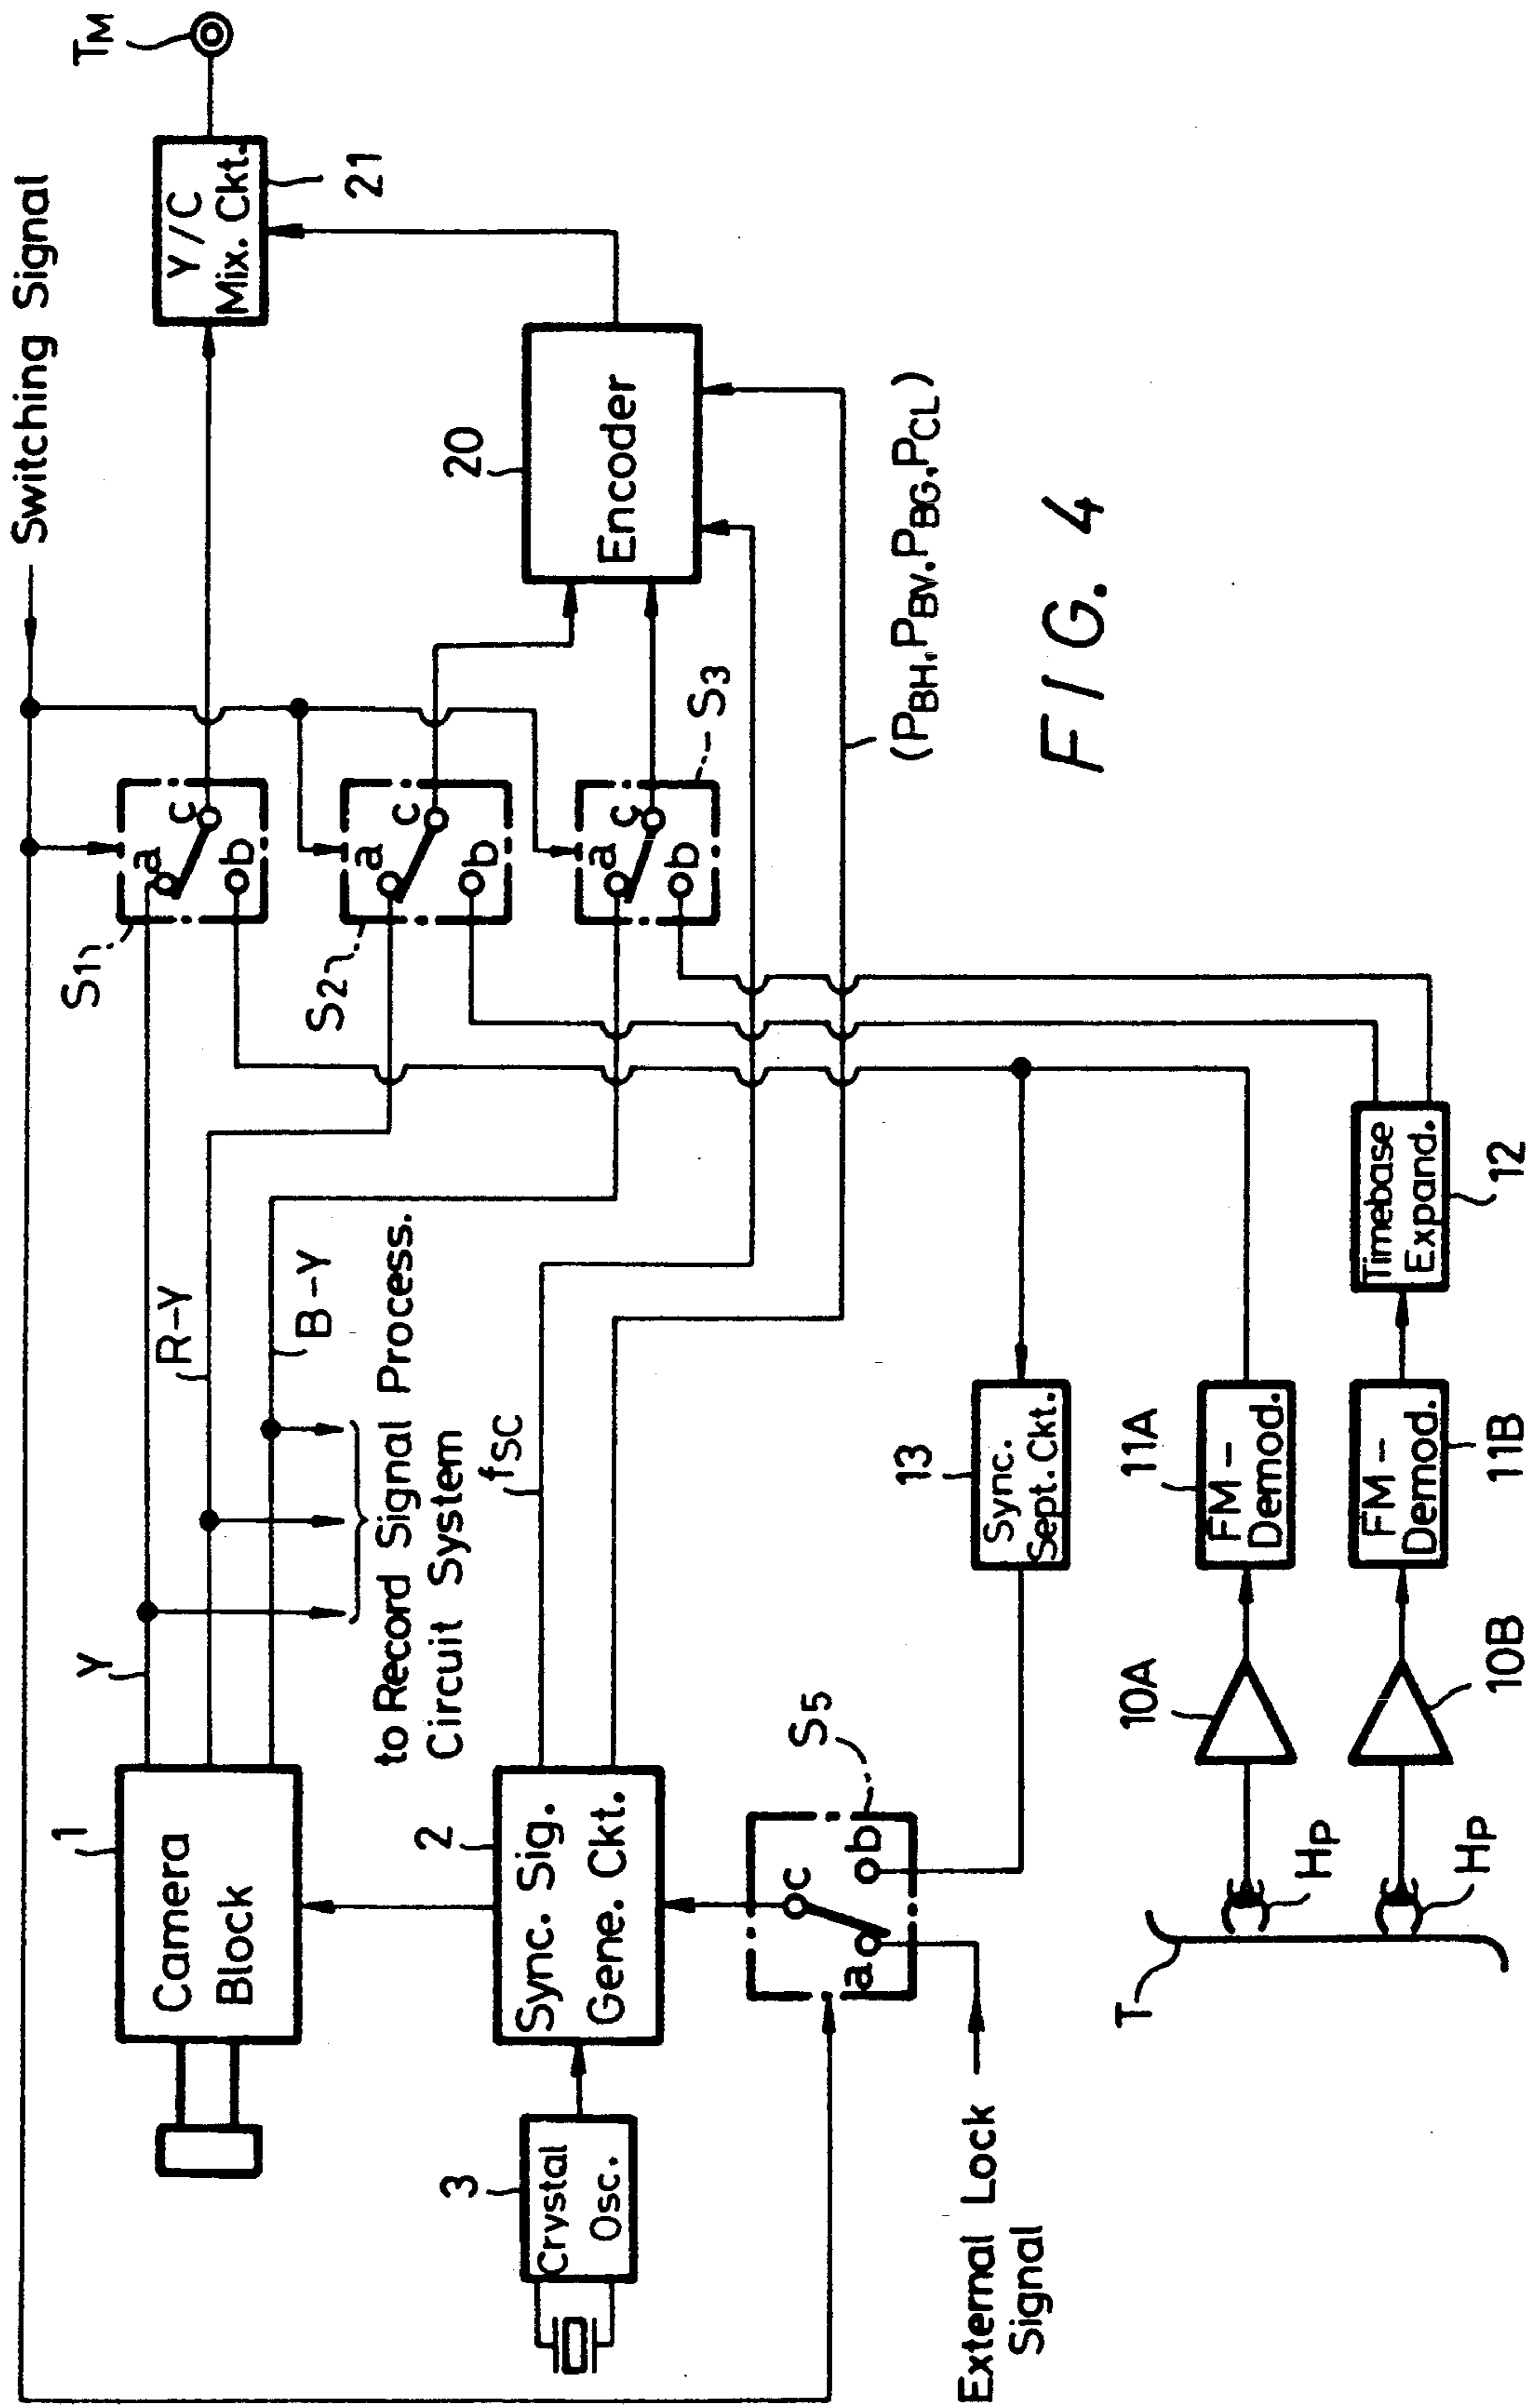 Switching Signal
TM
Y/C
Mix. Ckt.
21
S1
a
c
b
Y
R-Y
B-Y
1
Camera
Block
to Record Signal Process.
Circuit System
S2
a
c
b
20
Encoder
S3
a
c
b
fSC
2
Sync. Sig.
Gene. Ckt.
3
Crystal
Osc.
(PBH, PBV. PBG, PCL)
S5
a
c
b
External Lock
Signal
13
Sync.
Sept. Ckt.
T
HP
10A
11A
FM-
Demod.
HP
10B
11B
FM-
Demod.
Timebase
Expand.
12
FIG. 4